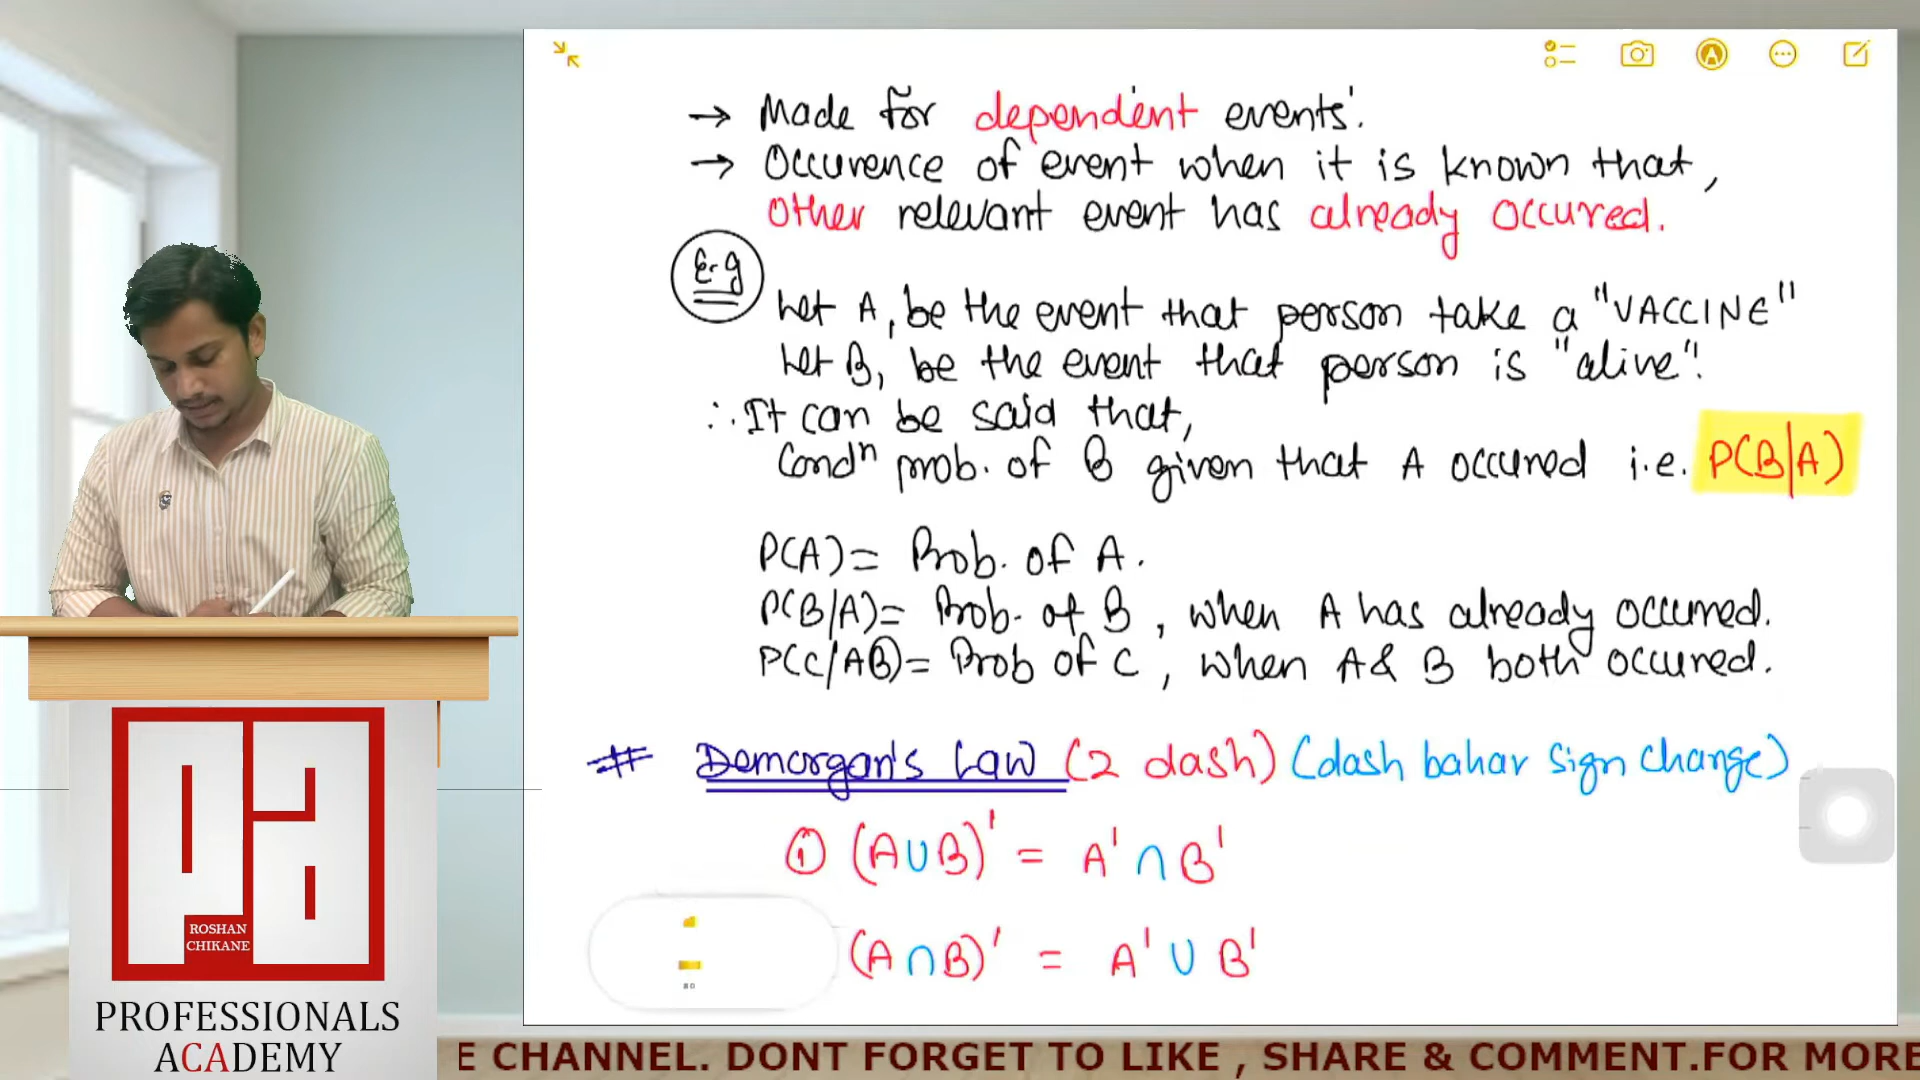 → Made for dependent events'.
→ Occurence of event when it is known that,
other relevant event has already occured.
E.g
Let A, be the event that person take a "VACCINE"
Let B, be the event that person is "alive".
∴ It can be said that,
Condⁿ prob. of B given that A occured i.e. P(B|A)
P(A) = Prob. of A.
P(B/A) = Prob. of B, when A has already occured.
P(C/AB) = Prob of C, when A & B both occured.
# Demorgan's Law (2 dash) (dash bahar sign change)
① (A∪B)' = A' ∩ B'
(A∩B)' = A' ∪ B'
ROSHAN
CHIKANE
PROFESSIONALS
ACADEMY
E CHANNEL. DONT FORGET TO LIKE , SHARE & COMMENT.FOR MORE